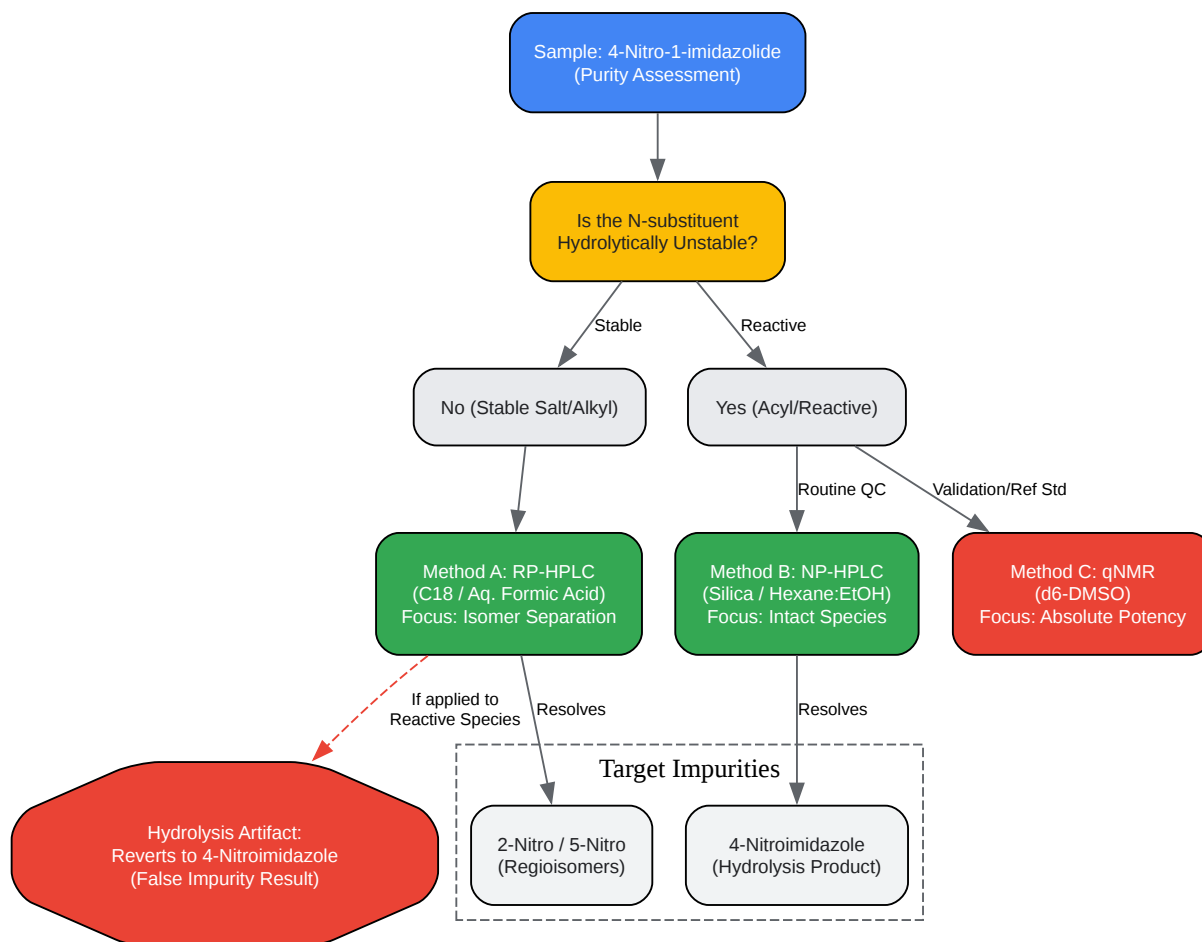 Sample: 4-Nitro-1-imidazolide
(Purity Assessment)
Is the N-substituent
Hydrolytically Unstable?
Stable
Reactive
No (Stable Salt/Alkyl)
Yes (Acyl/Reactive)
Routine QC
Validation/Ref Std
Method A: RP-HPLC
(C18 / Aq. Formic Acid)
Focus: Isomer Separation
Method B: NP-HPLC
(Silica / Hexane:EtOH)
Focus: Intact Species
Method C: qNMR
(d6-DMSO)
Focus: Absolute Potency
If applied to
Reactive Species
Resolves
Resolves
Target Impurities
Hydrolysis Artifact:
Reverts to 4-Nitroimidazole
(False Impurity Result)
2-Nitro / 5-Nitro
(Regioisomers)
4-Nitroimidazole
(Hydrolysis Product)